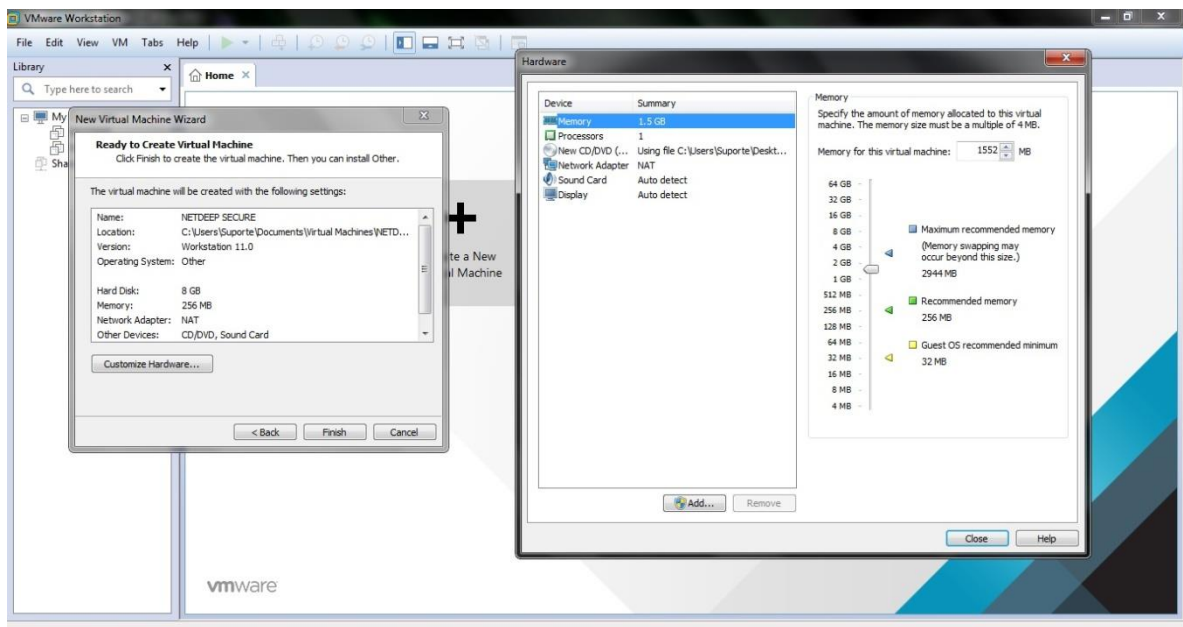 VMware Workstation
File Edit View VM Tabs Help
Library
Type here to search
My
Sha
Home
New Virtual Machine Wizard
Ready to Create Virtual Machine
Click Finish to create the virtual machine. Then you can install Other.
The virtual machine will be created with the following settings:
Name: NETDEEP SECURE
Location: C:\Users\Suporte\Documents\Virtual Machines\NETD...
Version: Workstation 11.0
Operating System: Other
Hard Disk: 8 GB
Memory: 256 MB
Network Adapter: NAT
Other Devices: CD/DVD, Sound Card
Customize Hardware...
< Back Finish Cancel
te a New
al Machine
vmware
Hardware
Device Summary
Memory 1.5 GB
Processors 1
New CD/DVD (... Using file C:\Users\Suporte\Deskt...
Network Adapter NAT
Sound Card Auto detect
Display Auto detect
Add... Remove
Memory
Specify the amount of memory allocated to this virtual
machine. The memory size must be a multiple of 4 MB.
Memory for this virtual machine: 1552 MB
64 GB
32 GB
16 GB
8 GB
4 GB
2 GB
1 GB
512 MB
256 MB
128 MB
64 MB
32 MB
16 MB
8 MB
4 MB
Maximum recommended memory
(Memory swapping may
occur beyond this size.)
2944 MB
Recommended memory
256 MB
Guest OS recommended minimum
32 MB
Close Help